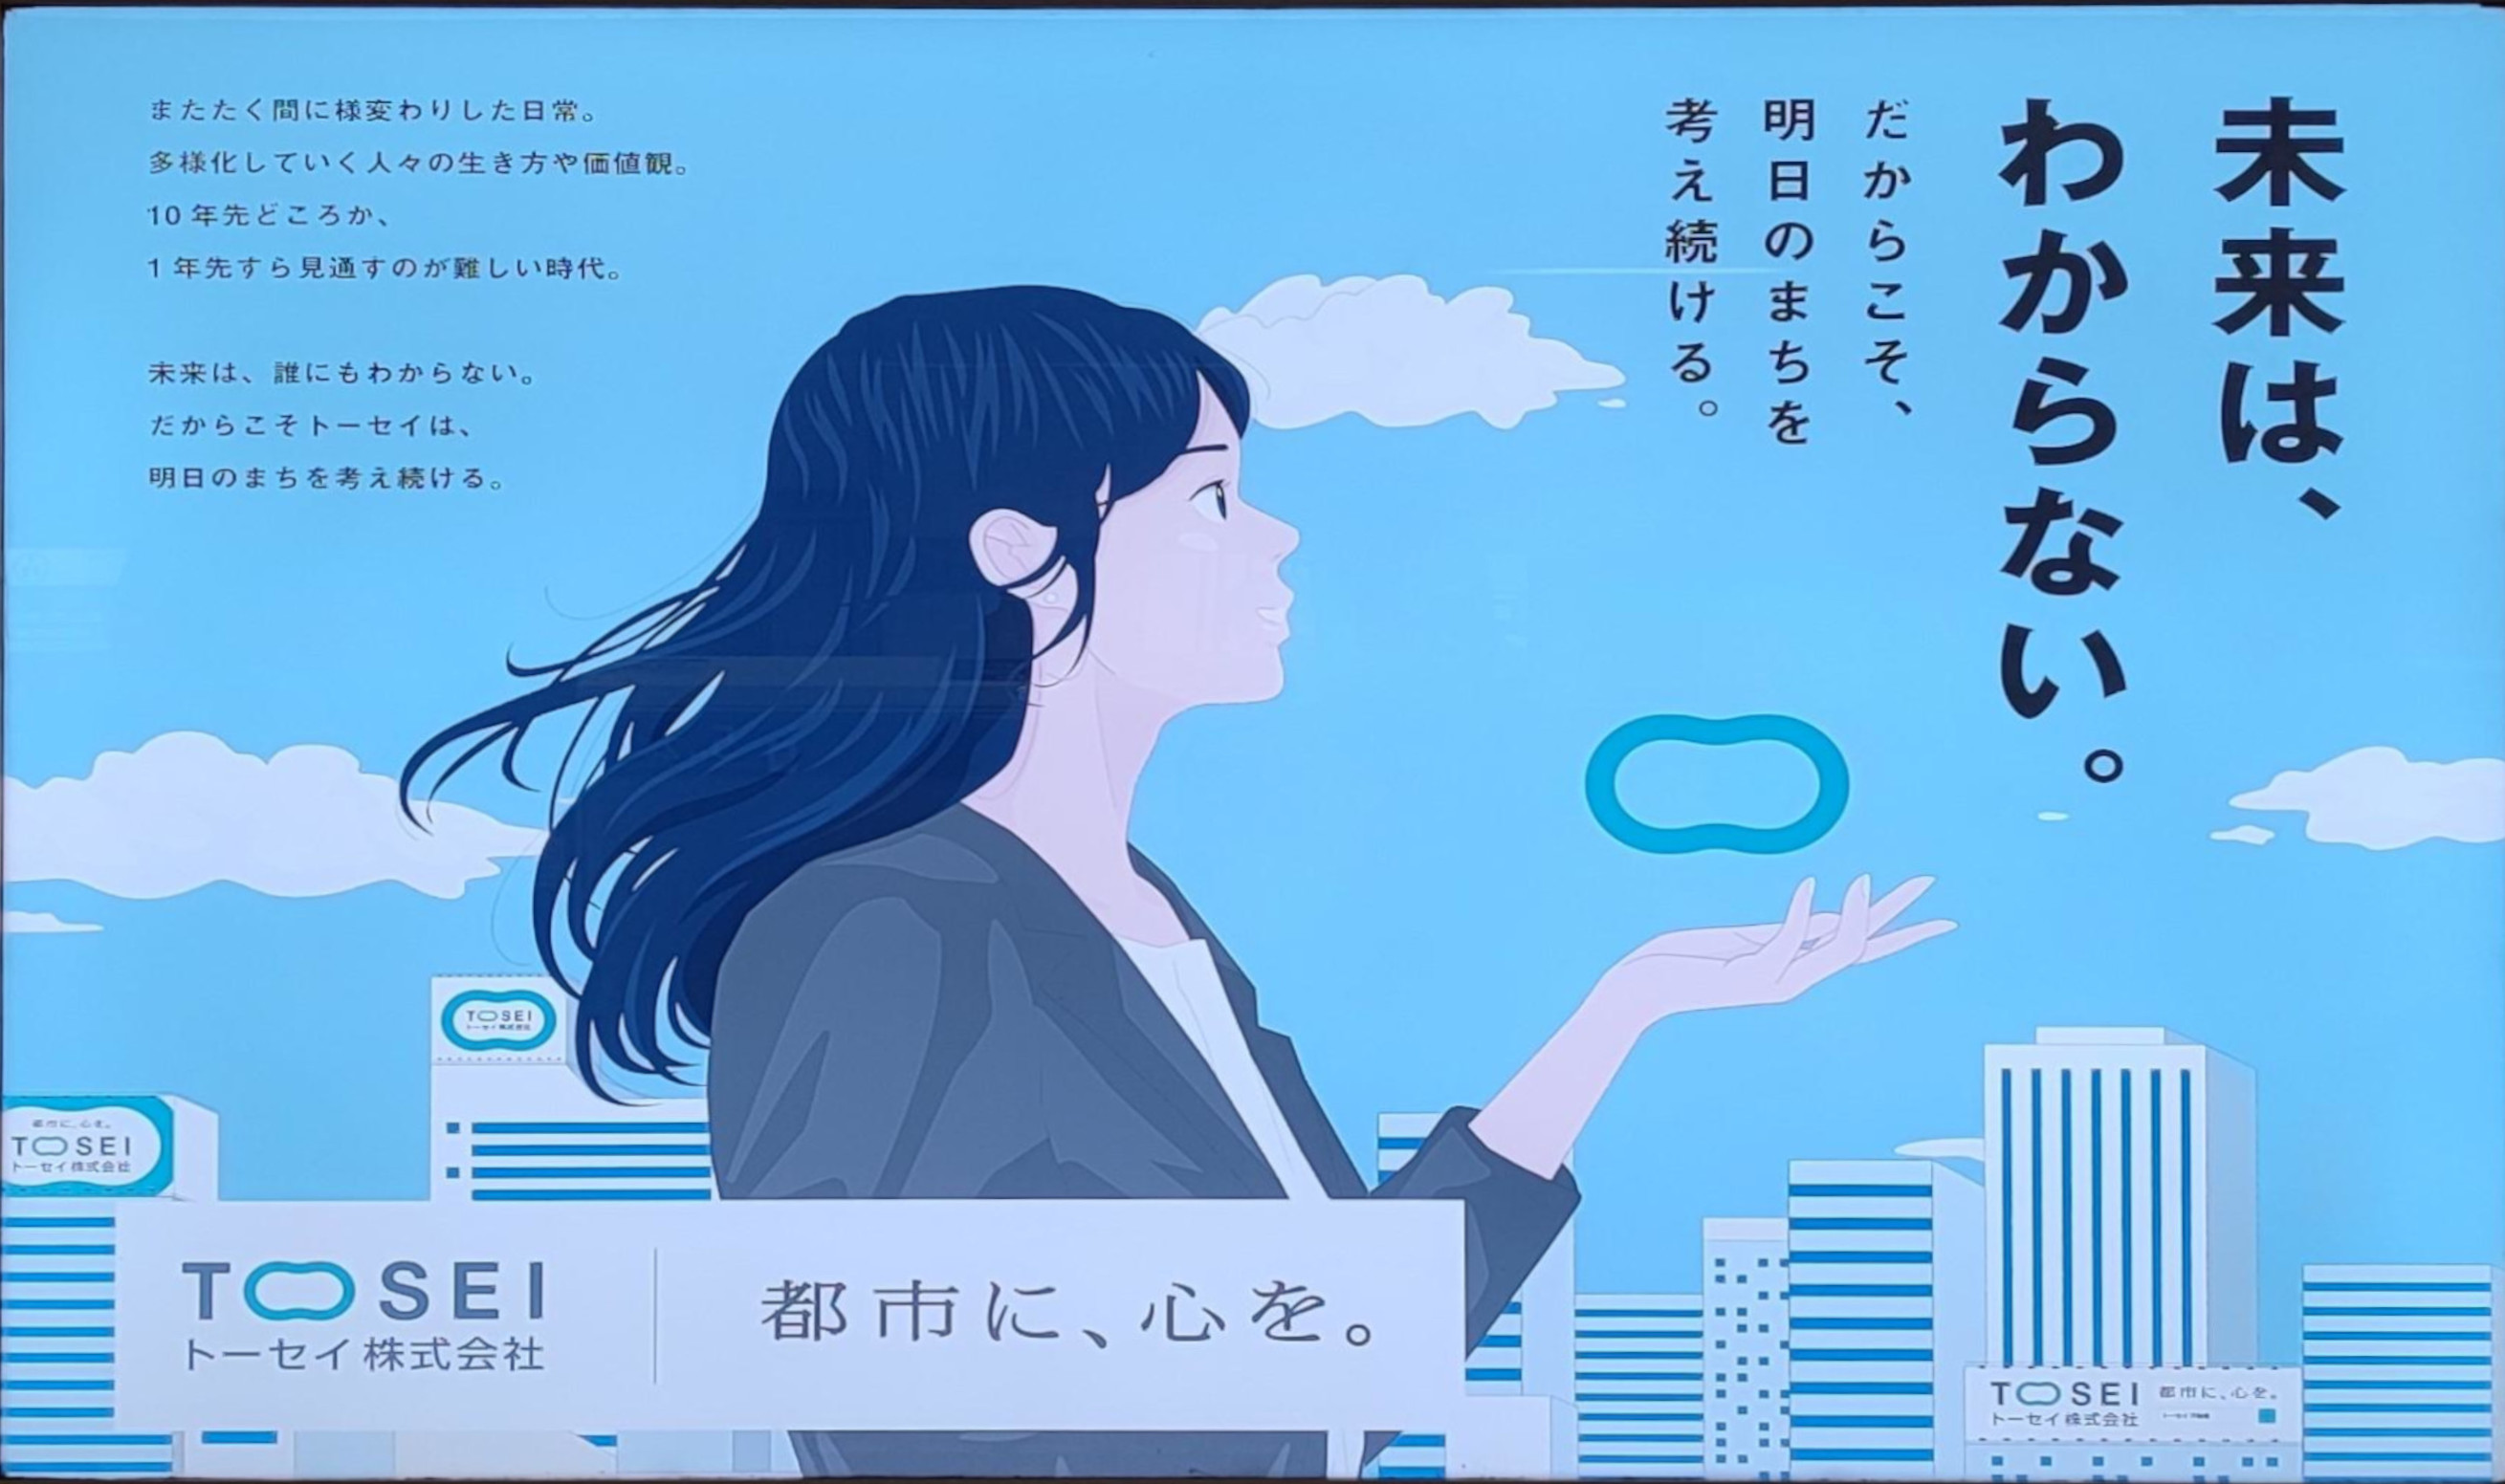 未来は、
わからない。
だからこそ、
明日のまちを
考え続ける。
またたく間に様変わりした日常。
多様化していく人々の生き方や価値観。
10年先どころか、
1年先すら見通すのが難しい時代。
未来は、誰にもわからない。
だからこそトーセイは、
明日のまちを考え続ける。
TOSEI
トーセイ株式会社
都市に、心を。
TOSEI
トーセイ株式会社
都市に、心を。
TOSEI
トーセイ株式会社
TOSEI 都市に、心を。
トーセイ株式会社